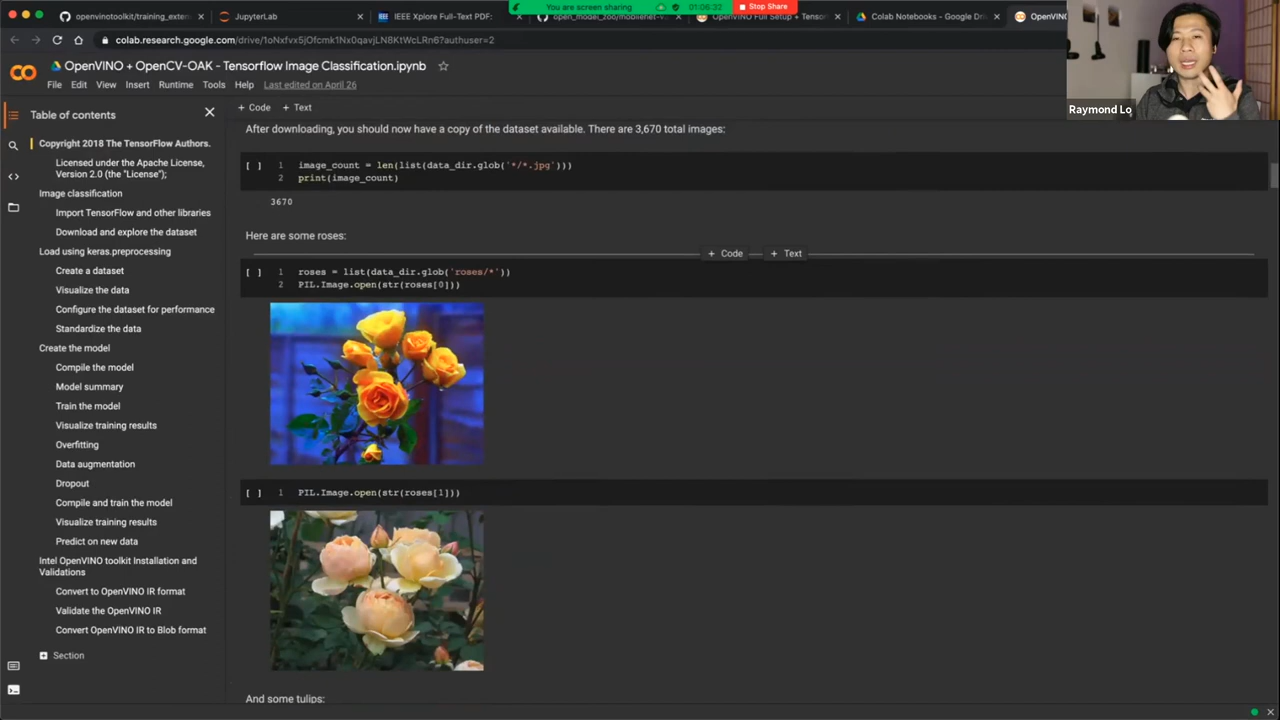 You are screen sharing
01:06:32
Stop Share
openvinotoolkit/training_exten
JupyterLab
IEEE Xplore Full-Text PDF:
open_model_zoo/mobilenet-v
OpenVINO Full Setup + Tensor
Colab Notebooks - Google Driv
OpenVIN
colab.research.google.com/drive/1oNxfvx5jOfcmk1Nx0qavjLN8KtWcLRn6?authuser=2
OpenVINO + OpenCV-OAK - Tensorflow Image Classification.ipynb
File Edit View Insert Runtime Tools Help Last edited on April 26
Raymond Lo
Table of contents
+ Code + Text
Copyright 2018 The TensorFlow Authors.
Licensed under the Apache License,
Version 2.0 (the "License");
Image classification
Import TensorFlow and other libraries
Download and explore the dataset
Load using keras.preprocessing
Create a dataset
Visualize the data
Configure the dataset for performance
Standardize the data
Create the model
Compile the model
Model summary
Train the model
Visualize training results
Overfitting
Data augmentation
Dropout
Compile and train the model
Visualize training results
Predict on new data
Intel OpenVINO toolkit Installation and
Validations
Convert to OpenVINO IR format
Validate the OpenVINO IR
Convert OpenVINO IR to Blob format
Section
After downloading, you should now have a copy of the dataset available. There are 3,670 total images:
[ ] 1 image_count = len(list(data_dir.glob('*/*.jpg')))
2 print(image_count)
3670
Here are some roses:
+ Code + Text
[ ] 1 roses = list(data_dir.glob('roses/*'))
2 PIL.Image.open(str(roses[0]))
[ ] 1 PIL.Image.open(str(roses[1]))
And some tulips: